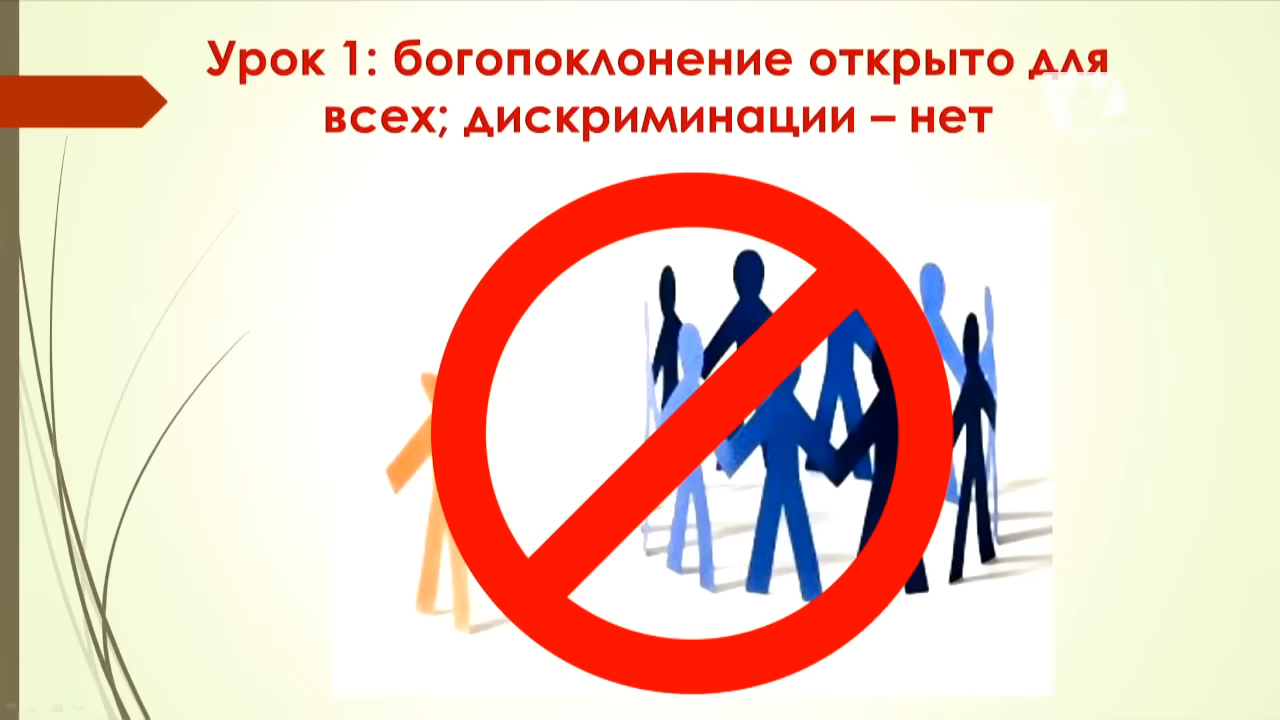 Урок 1: богопоклонение открыто для
всех; дискриминации – нет